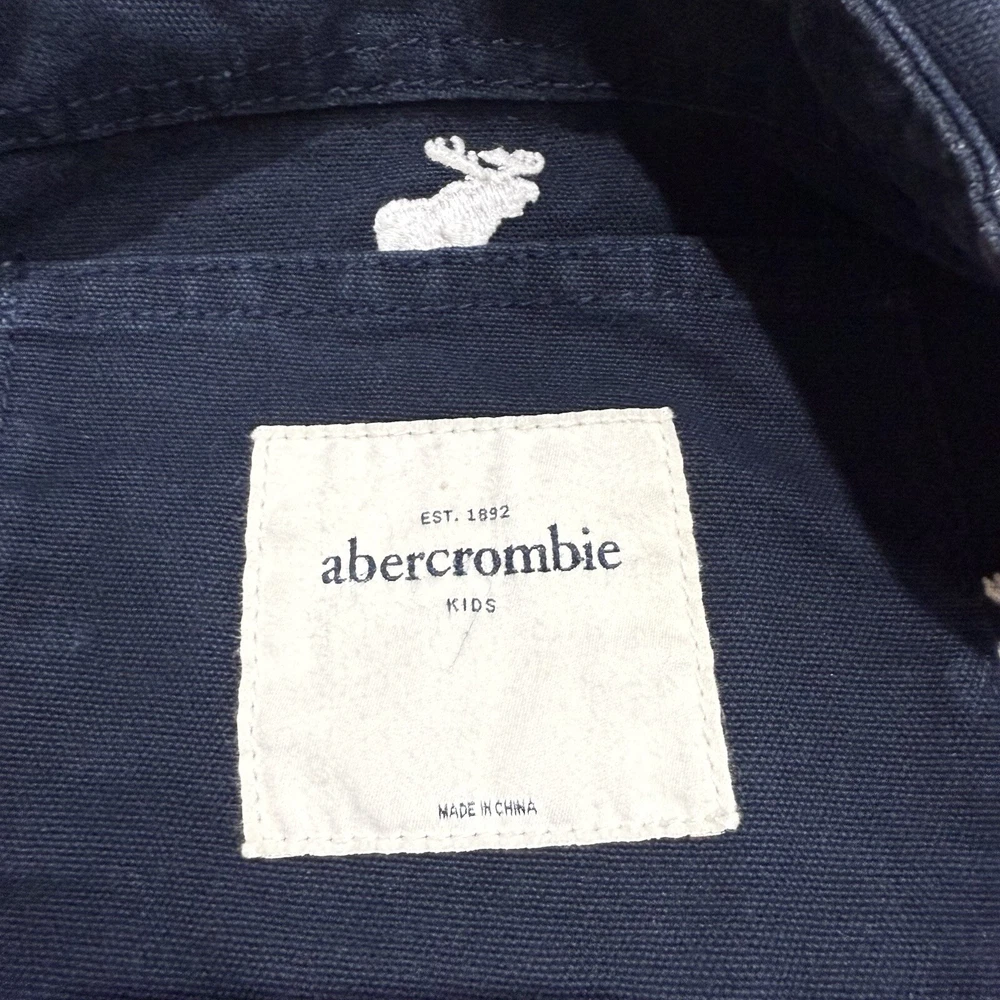 EST. 1892
abercrombie
KIDS
MADE IN CHINA